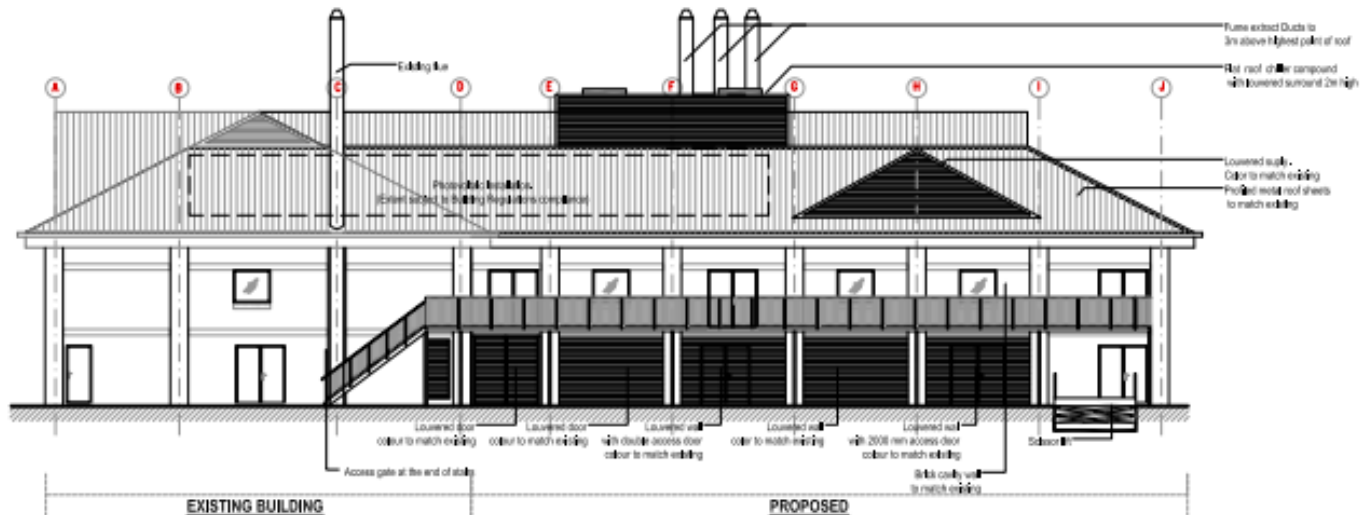 Fume extract Ducts to
3m above highest point of roof
Existing flue
Flat roof chiller compound
with louvered surround 2m high
A
B
C
D
E
F
G
H
I
J
Louvered suply.
Color to match existing
Profiled metal roof sheets
to match existing
Photovoltaic Installation.
(Extent subject to Building Regulations compliance)
Louvered door
colour to match existing
Louvered door
colour to match existing
Louvered wall
with double access door
colour to match existing
Louvered wall
color to match existing
Louvered wall
with 2000 mm access door
colour to match existing
Scissor lift
Access gate at the end of stairs
Brick cavity wall
to match existing
EXISTING BUILDING
PROPOSED